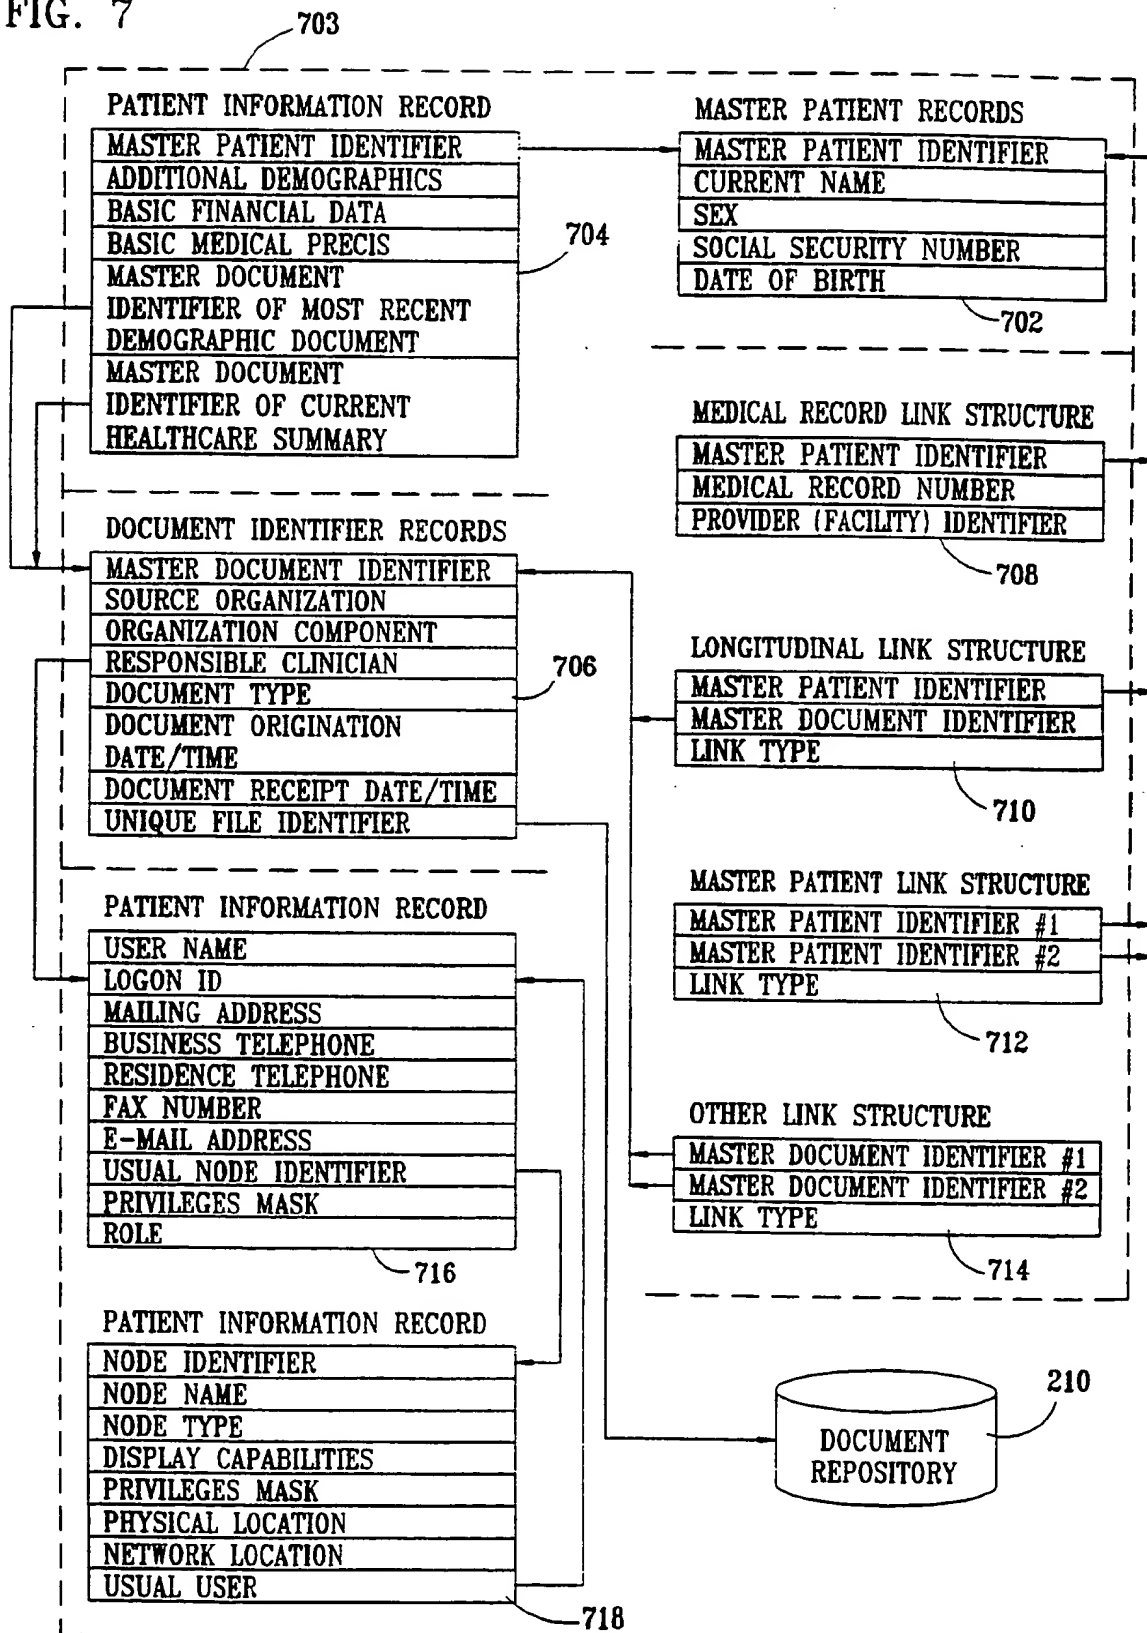 FIG. 7
703
PATIENT INFORMATION RECORD
MASTER PATIENT IDENTIFIER
ADDITIONAL DEMOGRAPHICS
BASIC FINANCIAL DATA
BASIC MEDICAL PRECIS
MASTER DOCUMENT
IDENTIFIER OF MOST RECENT
DEMOGRAPHIC DOCUMENT
MASTER DOCUMENT
IDENTIFIER OF CURRENT
HEALTHCARE SUMMARY
704
MASTER PATIENT RECORDS
MASTER PATIENT IDENTIFIER
CURRENT NAME
SEX
SOCIAL SECURITY NUMBER
DATE OF BIRTH
702
DOCUMENT IDENTIFIER RECORDS
MASTER DOCUMENT IDENTIFIER
SOURCE ORGANIZATION
ORGANIZATION COMPONENT
RESPONSIBLE CLINICIAN
DOCUMENT TYPE
DOCUMENT ORIGINATION
DATE/TIME
DOCUMENT RECEIPT DATE/TIME
UNIQUE FILE IDENTIFIER
706
MEDICAL RECORD LINK STRUCTURE
MASTER PATIENT IDENTIFIER
MEDICAL RECORD NUMBER
PROVIDER (FACILITY) IDENTIFIER
708
LONGITUDINAL LINK STRUCTURE
MASTER PATIENT IDENTIFIER
MASTER DOCUMENT IDENTIFIER
LINK TYPE
710
MASTER PATIENT LINK STRUCTURE
MASTER PATIENT IDENTIFIER #1
MASTER PATIENT IDENTIFIER #2
LINK TYPE
712
PATIENT INFORMATION RECORD
USER NAME
LOGON ID
MAILING ADDRESS
BUSINESS TELEPHONE
RESIDENCE TELEPHONE
FAX NUMBER
E-MAIL ADDRESS
USUAL NODE IDENTIFIER
PRIVILEGES MASK
ROLE
716
OTHER LINK STRUCTURE
MASTER DOCUMENT IDENTIFIER #1
MASTER DOCUMENT IDENTIFIER #2
LINK TYPE
714
PATIENT INFORMATION RECORD
NODE IDENTIFIER
NODE NAME
NODE TYPE
DISPLAY CAPABILITIES
PRIVILEGES MASK
PHYSICAL LOCATION
NETWORK LOCATION
USUAL USER
718
210
DOCUMENT
REPOSITORY